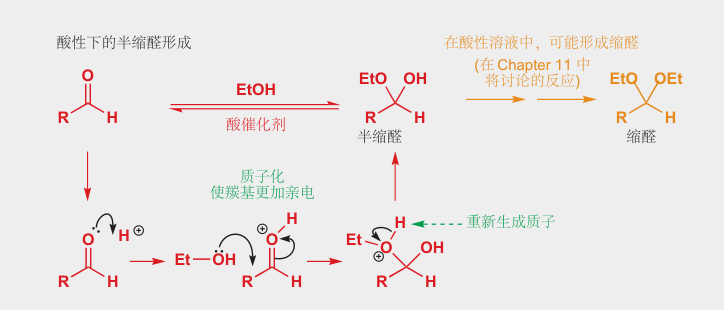 酸性下的半缩醛形成
在酸性溶液中，可能形成缩醛
(在 Chapter 11 中
将讨论的反应)
O
R H
EtOH
酸催化剂
EtO OH
R H
半缩醛
EtO OEt
R H
缩醛
质子化
使羰基更加亲电
重新生成质子
O H ⊕
R H
Et OH
⊕ O H
R H
Et O H
⊕ OH
R H